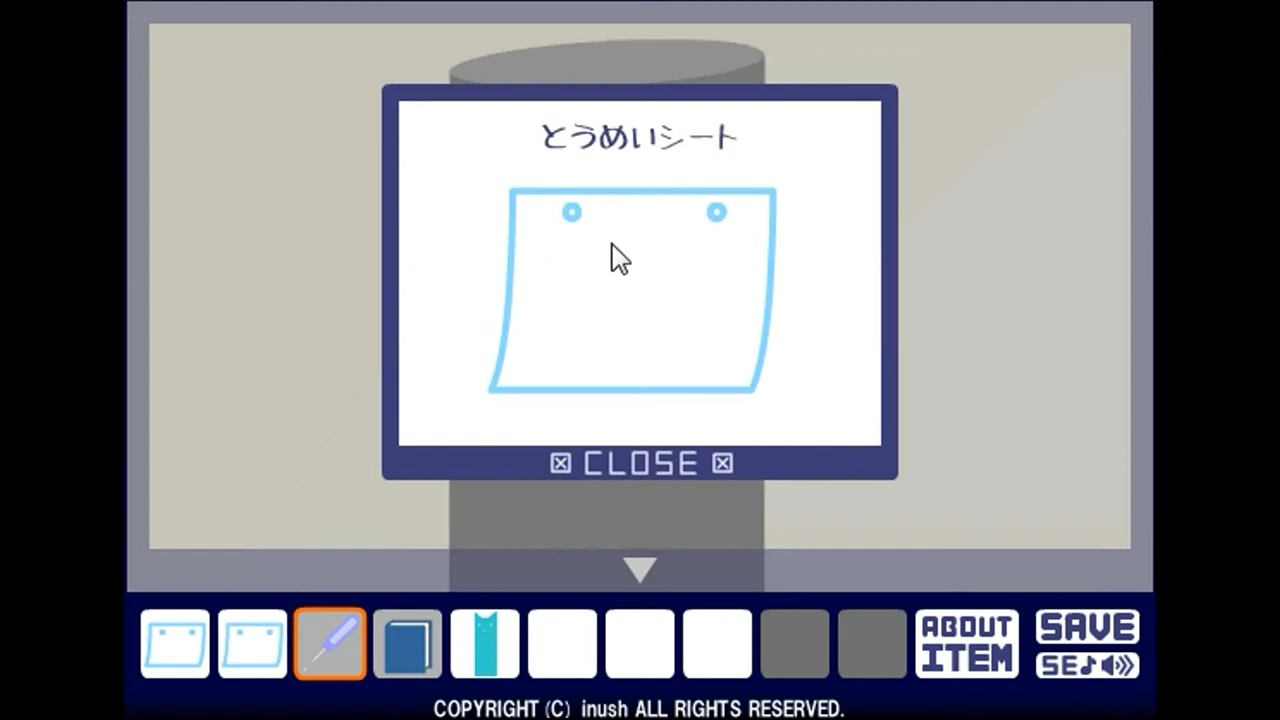 とうめいシート
CLOSE
ABOUT ITEM
SAVE
SE♪
COPYRIGHT (C) inush ALL RIGHTS RESERVED.